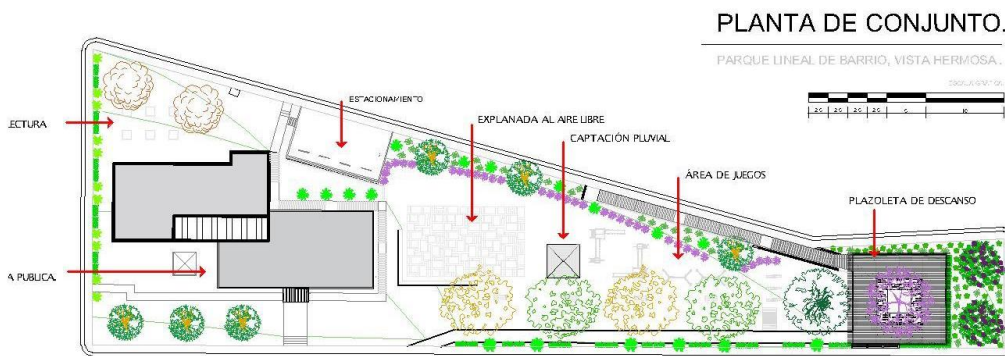 PLANTA DE CONJUNTO.
PARQUE LINEAL DE BARRIO, VISTA HERMOSA.
ESTACIONAMIENTO
EXPLANADA AL AIRE LIBRE
CAPTACIÓN PLUVIAL
ÁREA DE JUEGOS
PLAZOLETA DE DESCANSO
LECTURA
A PUBLICA.